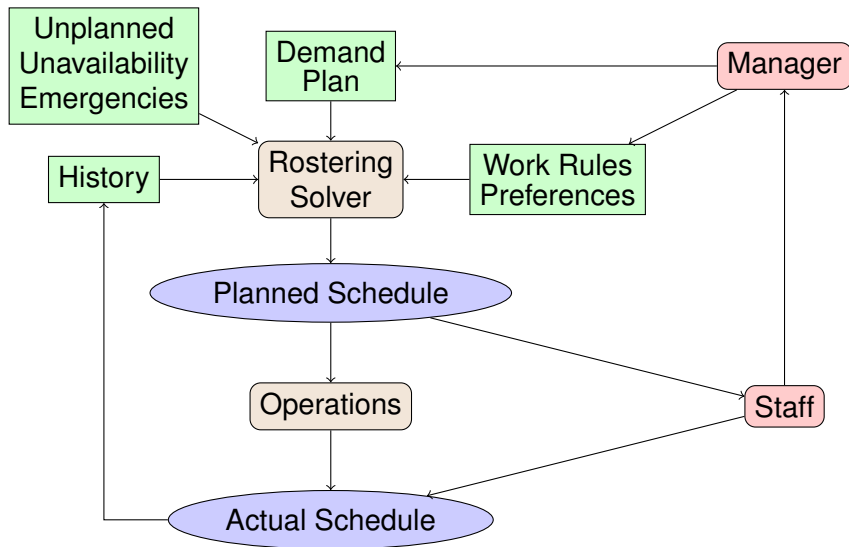 Unplanned
Unavailability
Emergencies
Demand
Plan
Manager
History
Rostering
Solver
Work Rules
Preferences
Planned Schedule
Operations
Staff
Actual Schedule